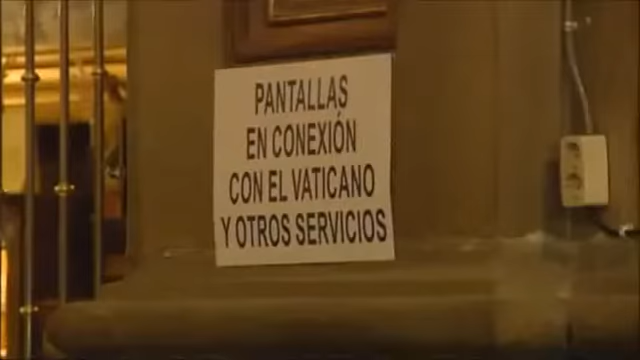 PANTALLAS
EN CONEXIÓN
CON EL VATICANO
Y OTROS SERVICIOS